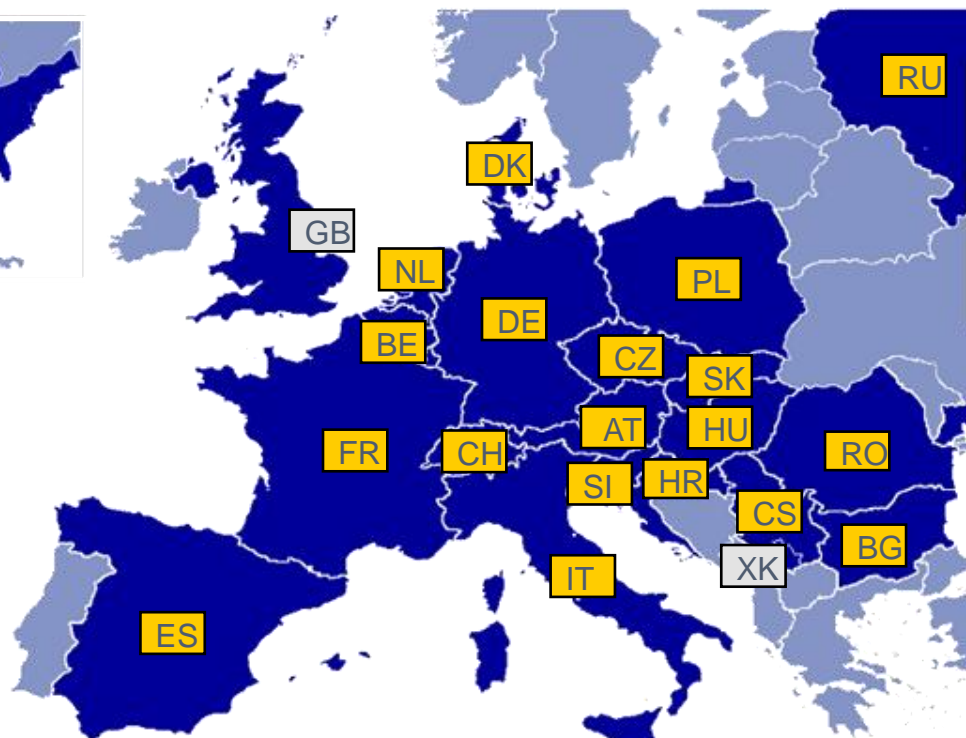 RU
DK
GB
NL
PL
DE
BE
CZ
SK
AT
HU
FR
CH
RO
SI
HR
CS
BG
XK
IT
ES